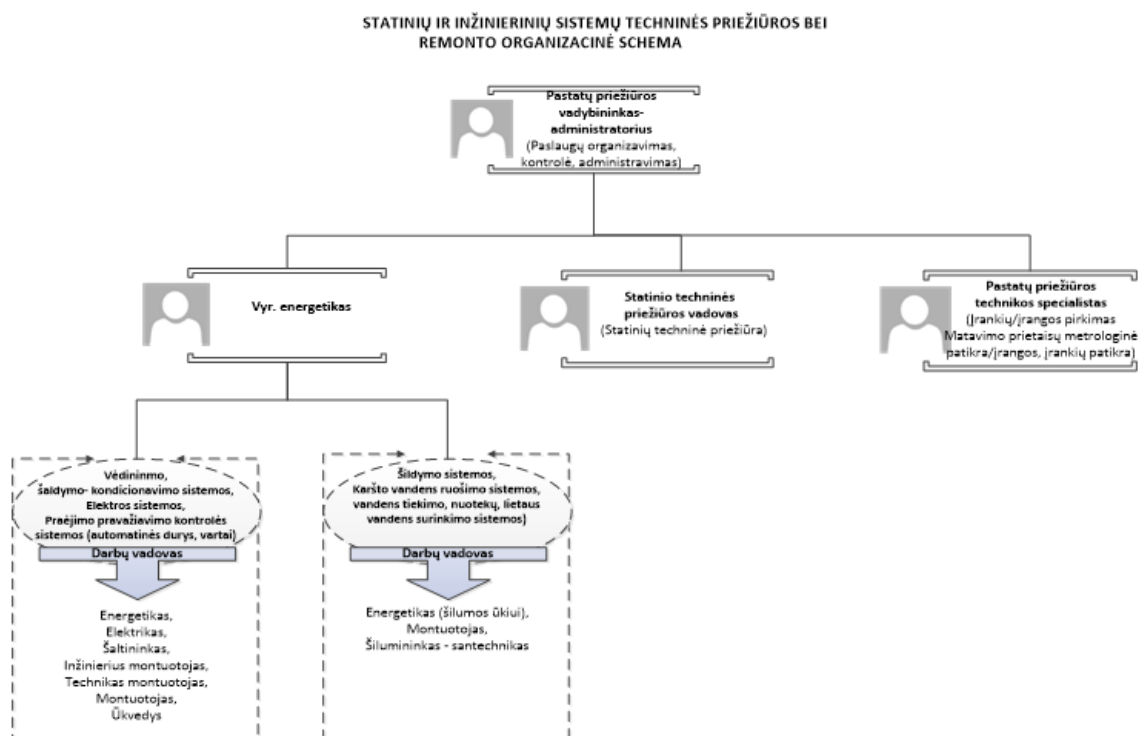 STATINIŲ IR INŽINIERINIŲ SISTEMŲ TECHNINĖS PRIEŽIŪROS BEI
REMONTO ORGANIZACINĖ SCHEMA
Pastatų priežiūros
vadybininkas-
administratorius
(Paslaugų organizavimas,
kontrolė, administravimas)
Vyr. energetikas
Statinio techninės
priežiūros vadovas
(Statinių techninė priežiūra)
Pastatų priežiūros
technikos specialistas
(Įrankių/įrangos pirkimas
Matavimo prietaisų metrologinė
patikra/įrangos, įrankių patikra)
Vėdininmo,
šaldymo- kondicionavimo sistemos,
Elektros sistemos,
Praėjimo pravažiavimo kontrolės
sistemos (automatinės durys, vartai)
Darbų vadovas
Energetikas,
Elektrikas,
Šaltininkas,
Inžinierius montuotojas,
Technikas montuotojas,
Montuotojas,
Ūkvedys
Šildymo sistemos,
Karšto vandens ruošimo sistemos,
vandens tiekimo, nuotekų, lietaus
vandens surinkimo sistemos)
Darbų vadovas
Energetikas (šilumos ūkiui),
Montuotojas,
Šilumininkas - santechnikas